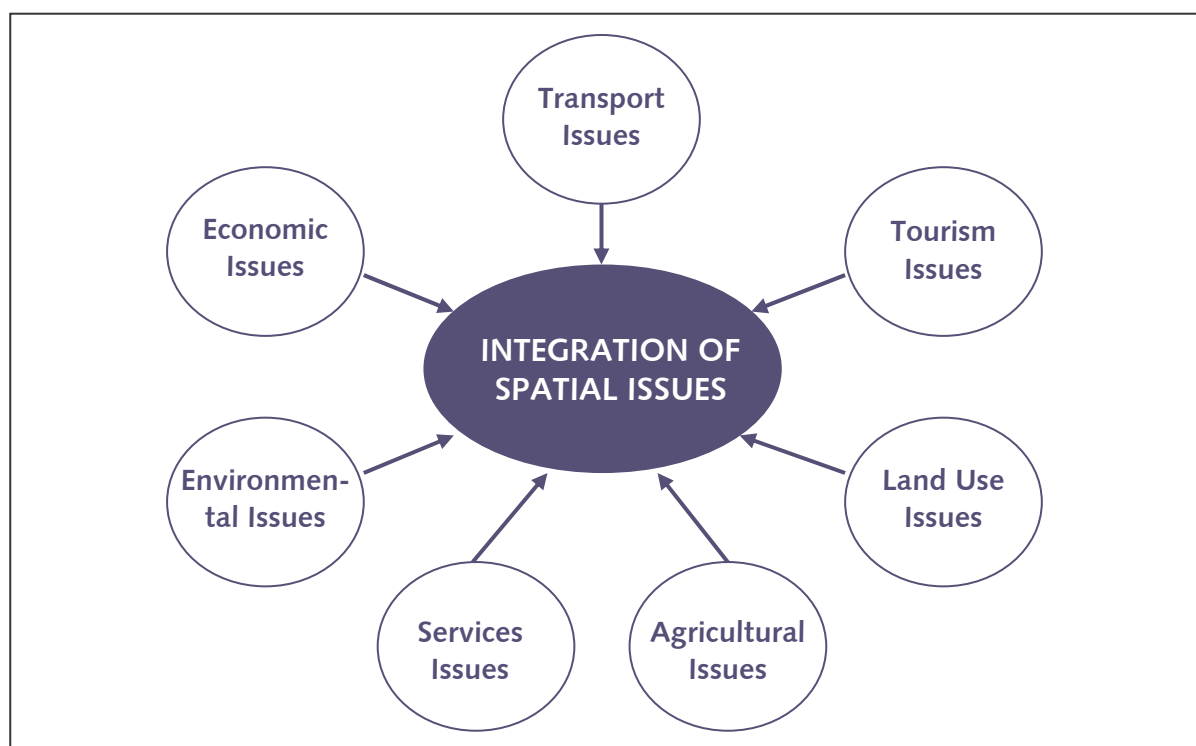 Transport
Issues
Economic
Issues
Tourism
Issues
INTEGRATION OF
SPATIAL ISSUES
Environmen-
tal Issues
Land Use
Issues
Services
Issues
Agricultural
Issues